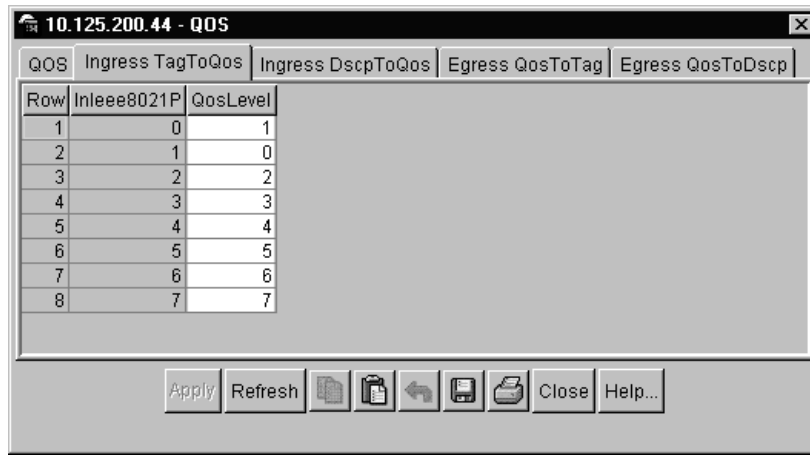 10.125.200.44 - QOS
QOS Ingress TagToQos Ingress DscpToQos Egress QosToTag Egress QosToDscp
Row InIeee8021P QosLevel
1 0 1
2 1 0
3 2 2
4 3 3
5 4 4
6 5 5
7 6 6
8 7 7
Apply Refresh Close Help...